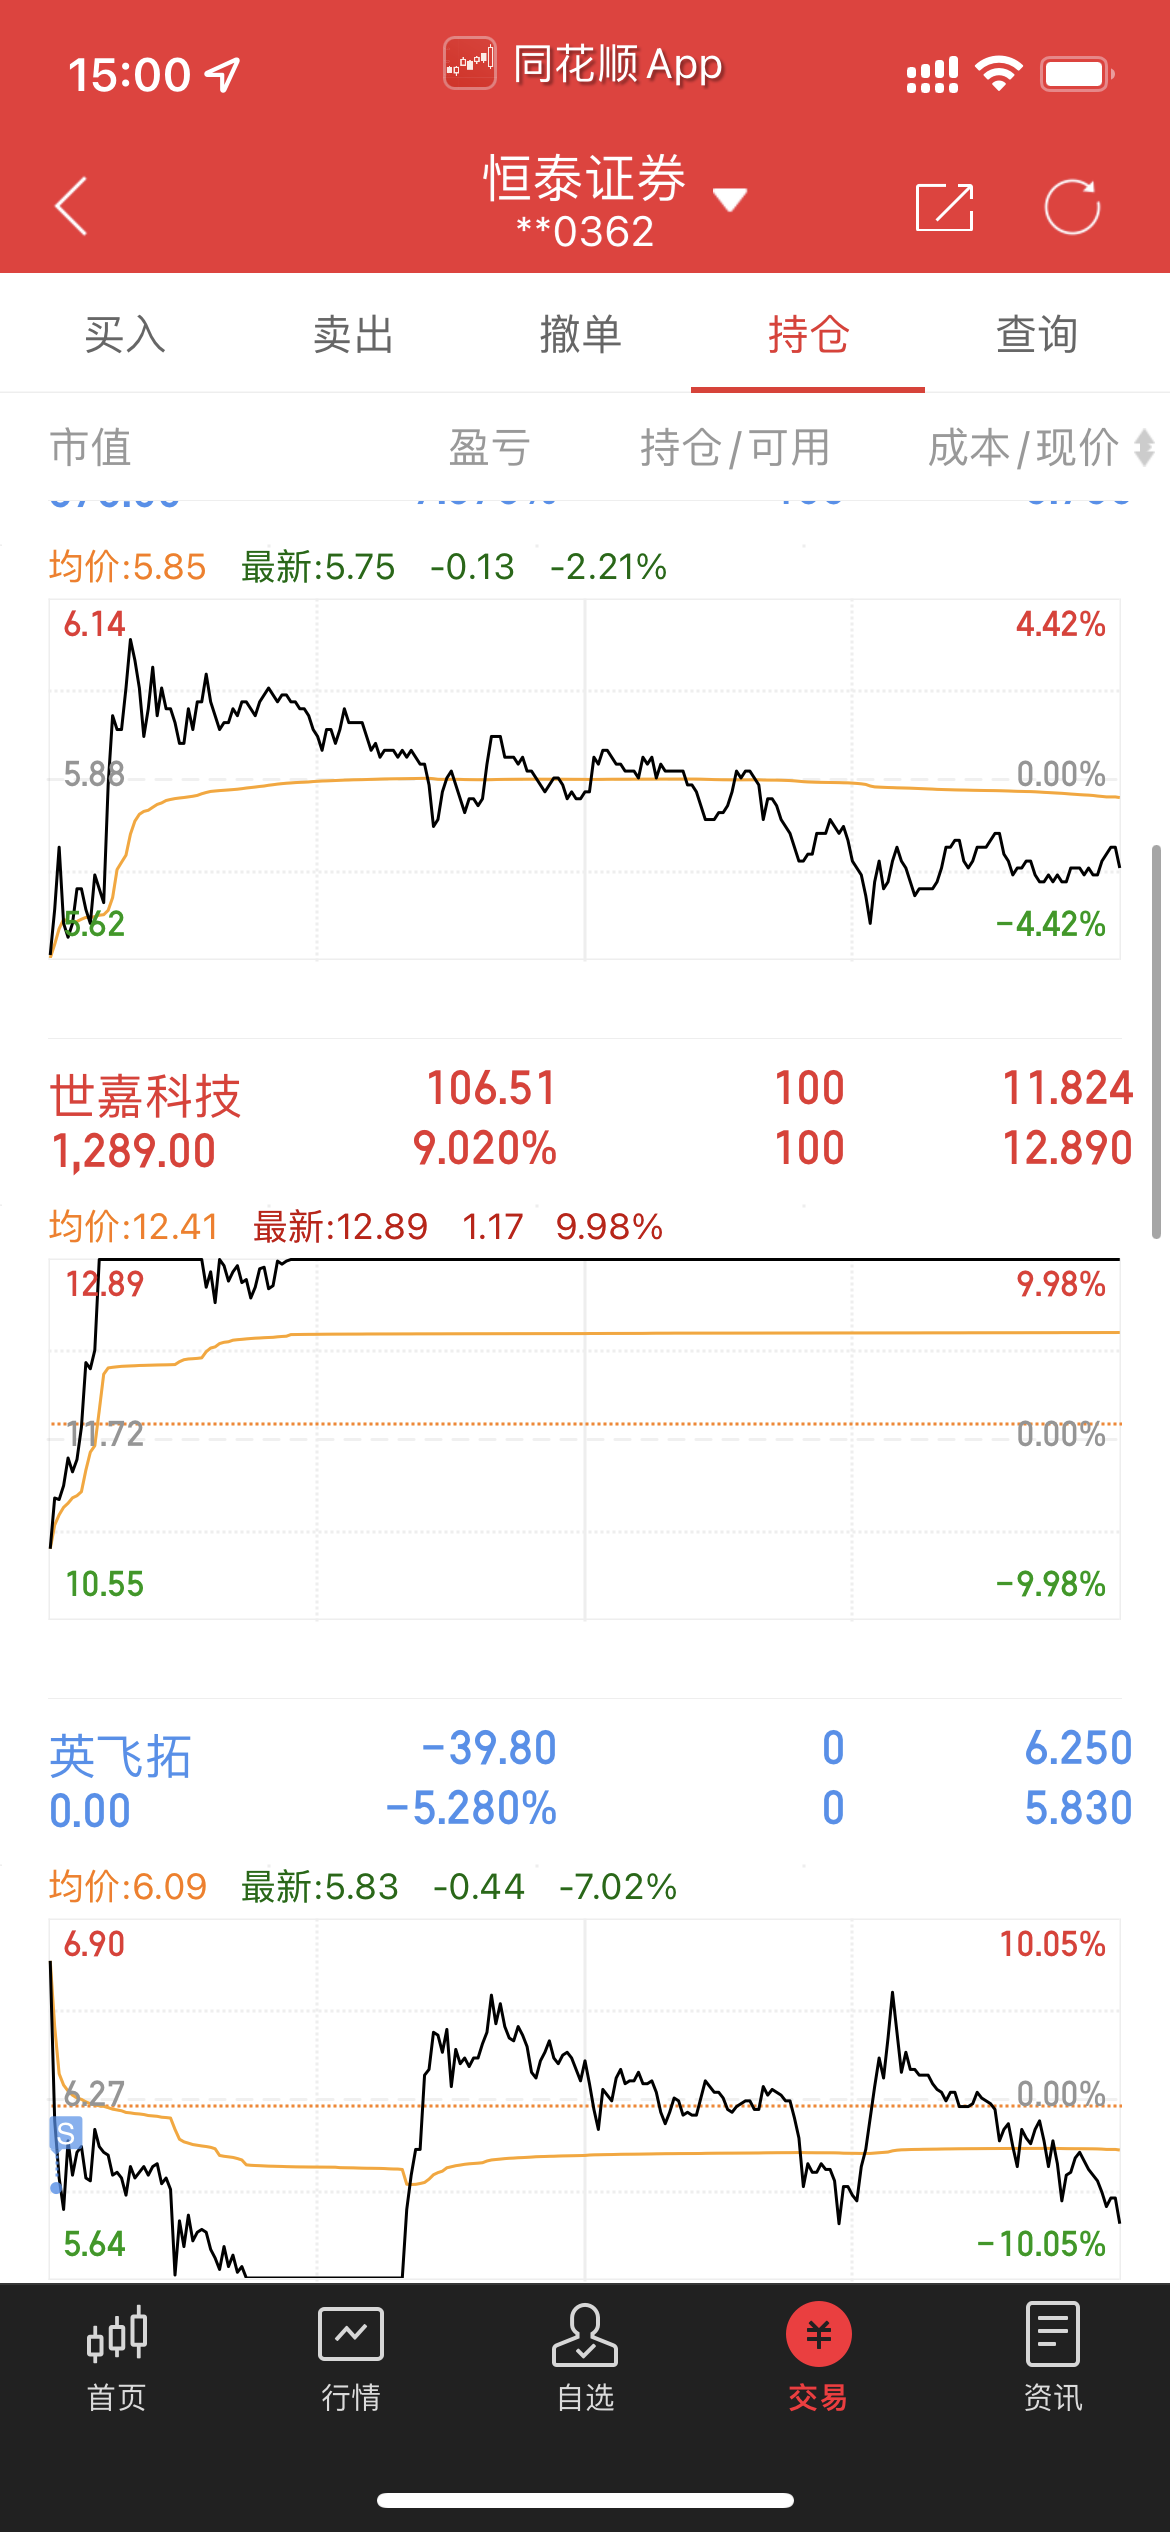 15:00 同花顺 App
恒泰证券
**0362
买入 卖出 撤单 持仓 查询
市值 盈亏 持仓/可用 成本/现价
均价:5.85 最新:5.75 -0.13 -2.21%
6.14 4.42%
5.88 0.00%
5.62 -4.42%
世嘉科技 106.51 100 11.824
1,289.00 9.020% 100 12.890
均价:12.41 最新:12.89 1.17 9.98%
12.89 9.98%
11.72 0.00%
10.55 -9.98%
英飞拓 -39.80 0 6.250
0.00 -5.280% 0 5.830
均价:6.09 最新:5.83 -0.44 -7.02%
6.90 10.05%
6.27 0.00%
S
5.64 -10.05%
首页 行情 自选 交易 资讯